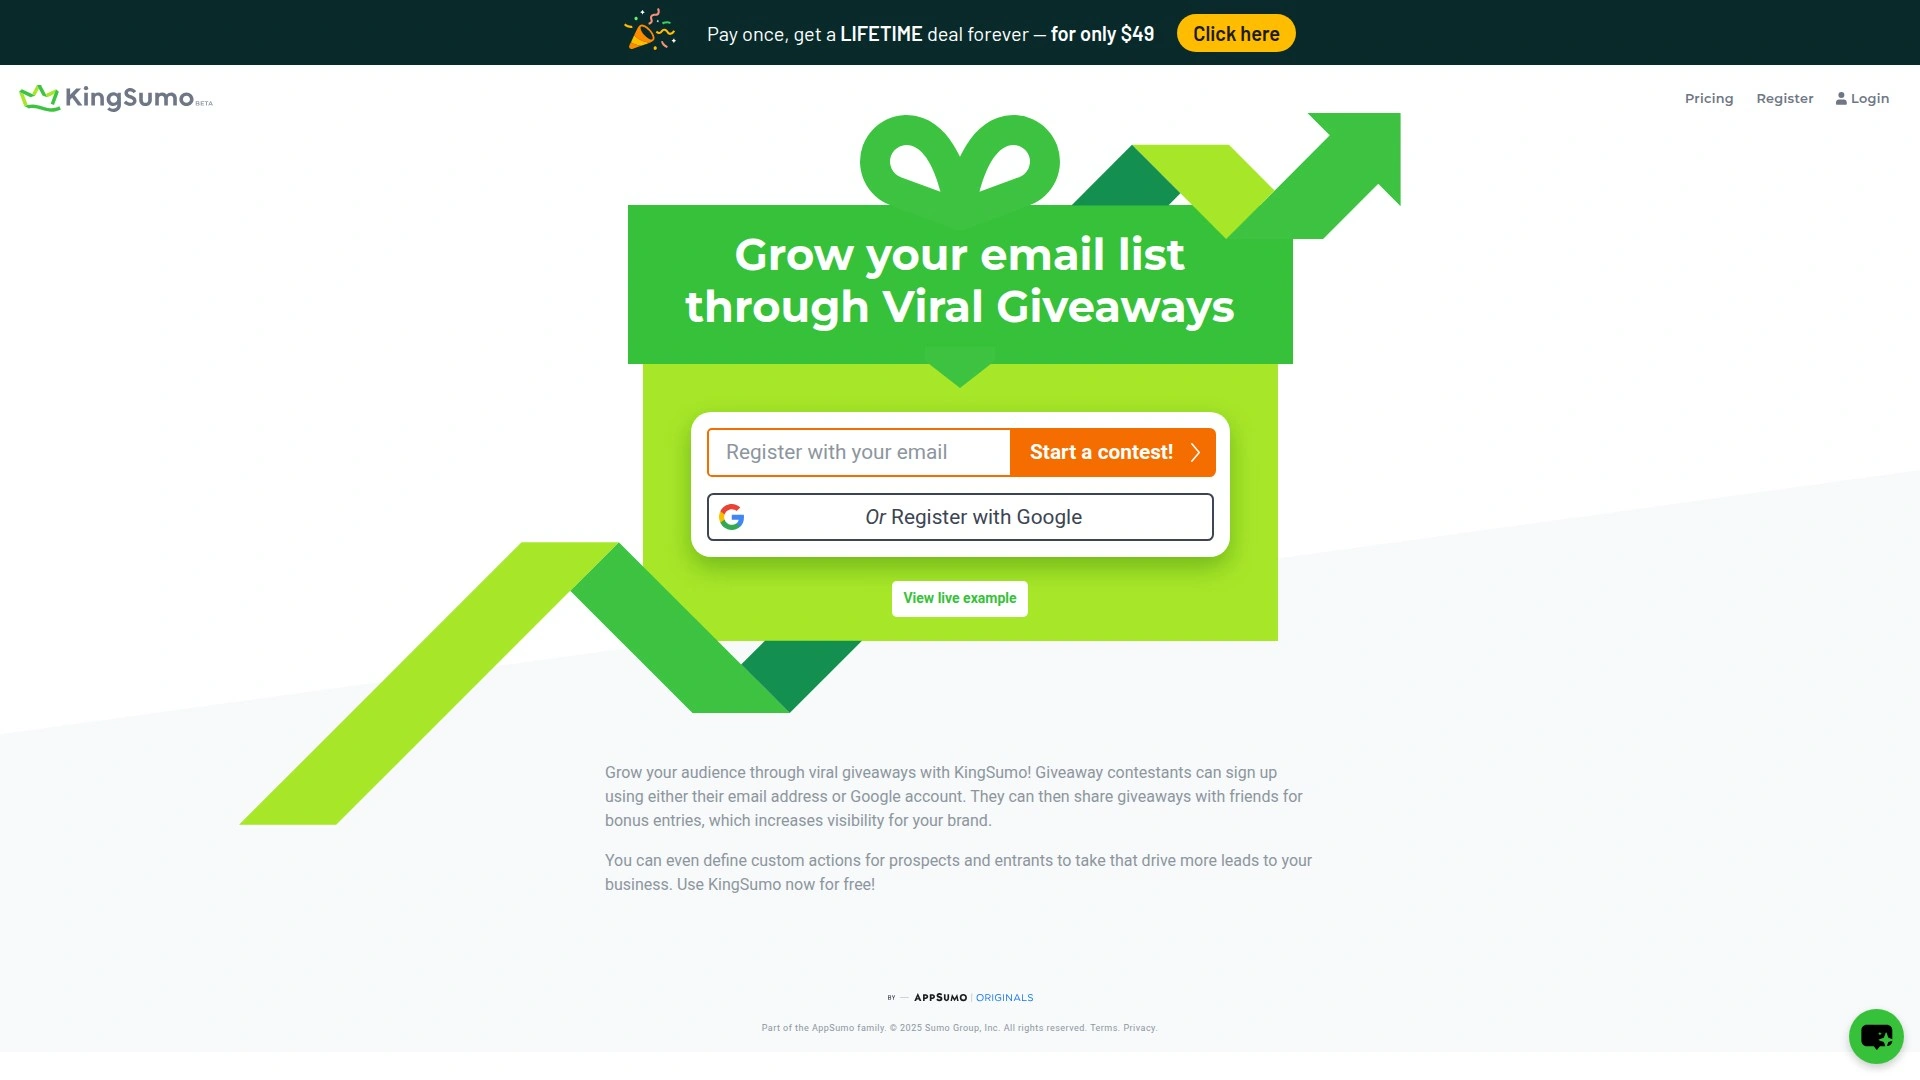 Pay once, get a LIFETIME deal forever — for only $49 Click here
KingSumo BETA
Pricing Register Login
Grow your email list
through Viral Giveaways
Register with your email
Start a contest!
Or Register with Google
View live example
Grow your audience through viral giveaways with KingSumo! Giveaway contestants can sign up
using either their email address or Google account. They can then share giveaways with friends for
bonus entries, which increases visibility for your brand.
You can even define custom actions for prospects and entrants to take that drive more leads to your
business. Use KingSumo now for free!
BY — APPSUMO | ORIGINALS
Part of the AppSumo family. © 2025 Sumo Group, Inc. All rights reserved. Terms. Privacy.